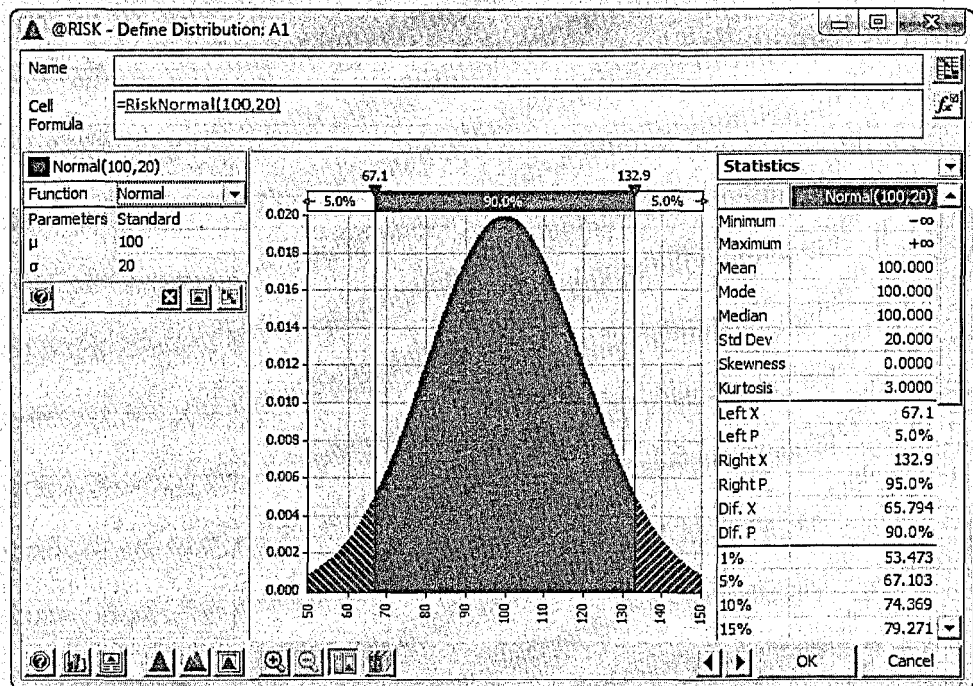 @RISK - Define Distribution: A1
Name
Cell Formula
=RiskNormal(100,20)
Normal(100,20)
Function Normal
Parameters Standard
μ 100
σ 20
67.1 132.9
5.0% 90.0% 5.0%
0.020
0.018
0.016
0.014
0.012
0.010
0.009
0.006
0.004
0.002
0.000
50 60 70 80 90 100 110 120 130 140 150
Statistics
Normal(100,20)
Minimum -∞
Maximum +∞
Mean 100.000
Mode 100.000
Median 100.000
Std Dev 20.000
Skewness 0.0000
Kurtosis 3.0000
Left X 67.1
Left P 5.0%
Right X 132.9
Right P 95.0%
Dif. X 65.794
Dif. P 90.0%
1% 53.473
5% 67.103
10% 74.369
15% 79.271
OK Cancel